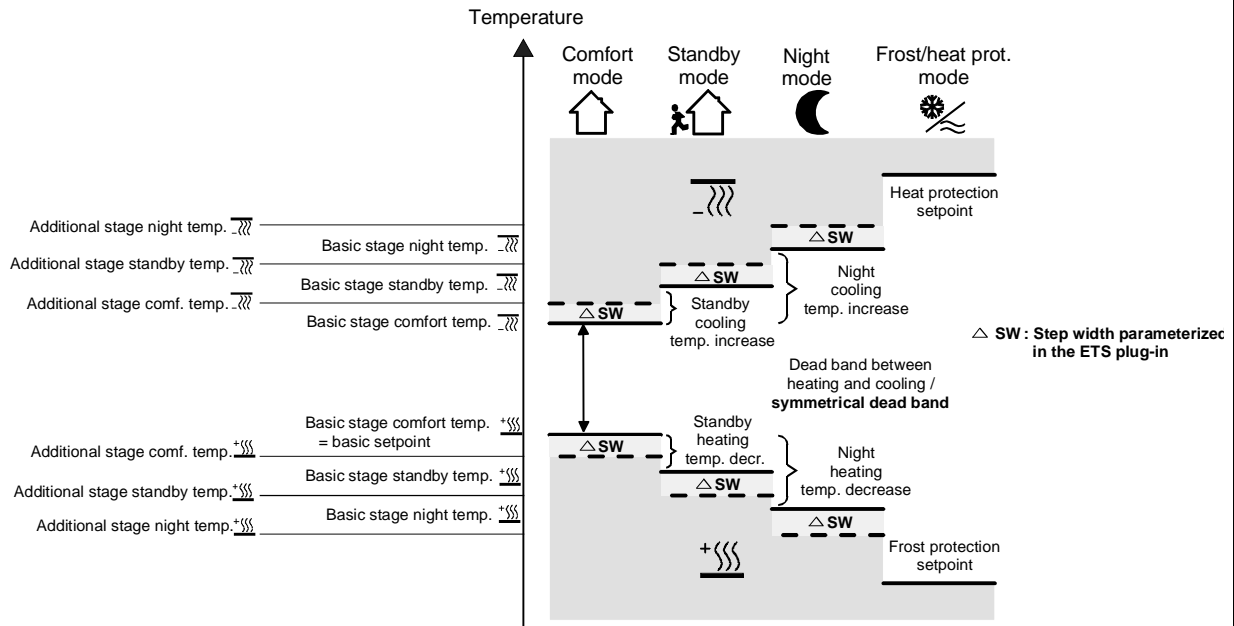 Temperature
Comfort
mode
Standby
mode
Night
mode
Frost/heat prot.
mode
Heat protection
setpoint
Additional stage night temp.
Basic stage night temp.
Additional stage standby temp.
Basic stage standby temp.
Additional stage comf. temp.
Basic stage comfort temp.
△ SW
△ SW
△ SW
Standby
cooling
temp. increase
Night
cooling
temp. increase
△ SW : Step width parameterized
in the ETS plug-in
Dead band between
heating and cooling /
symmetrical dead band
Basic stage comfort temp.
= basic setpoint
Additional stage comf. temp.
Basic stage standby temp.
Additional stage standby temp.
Basic stage night temp.
Additional stage night temp.
△ SW
△ SW
△ SW
Standby
heating
temp. decr.
Night
heating
temp. decrease
Frost protection
setpoint